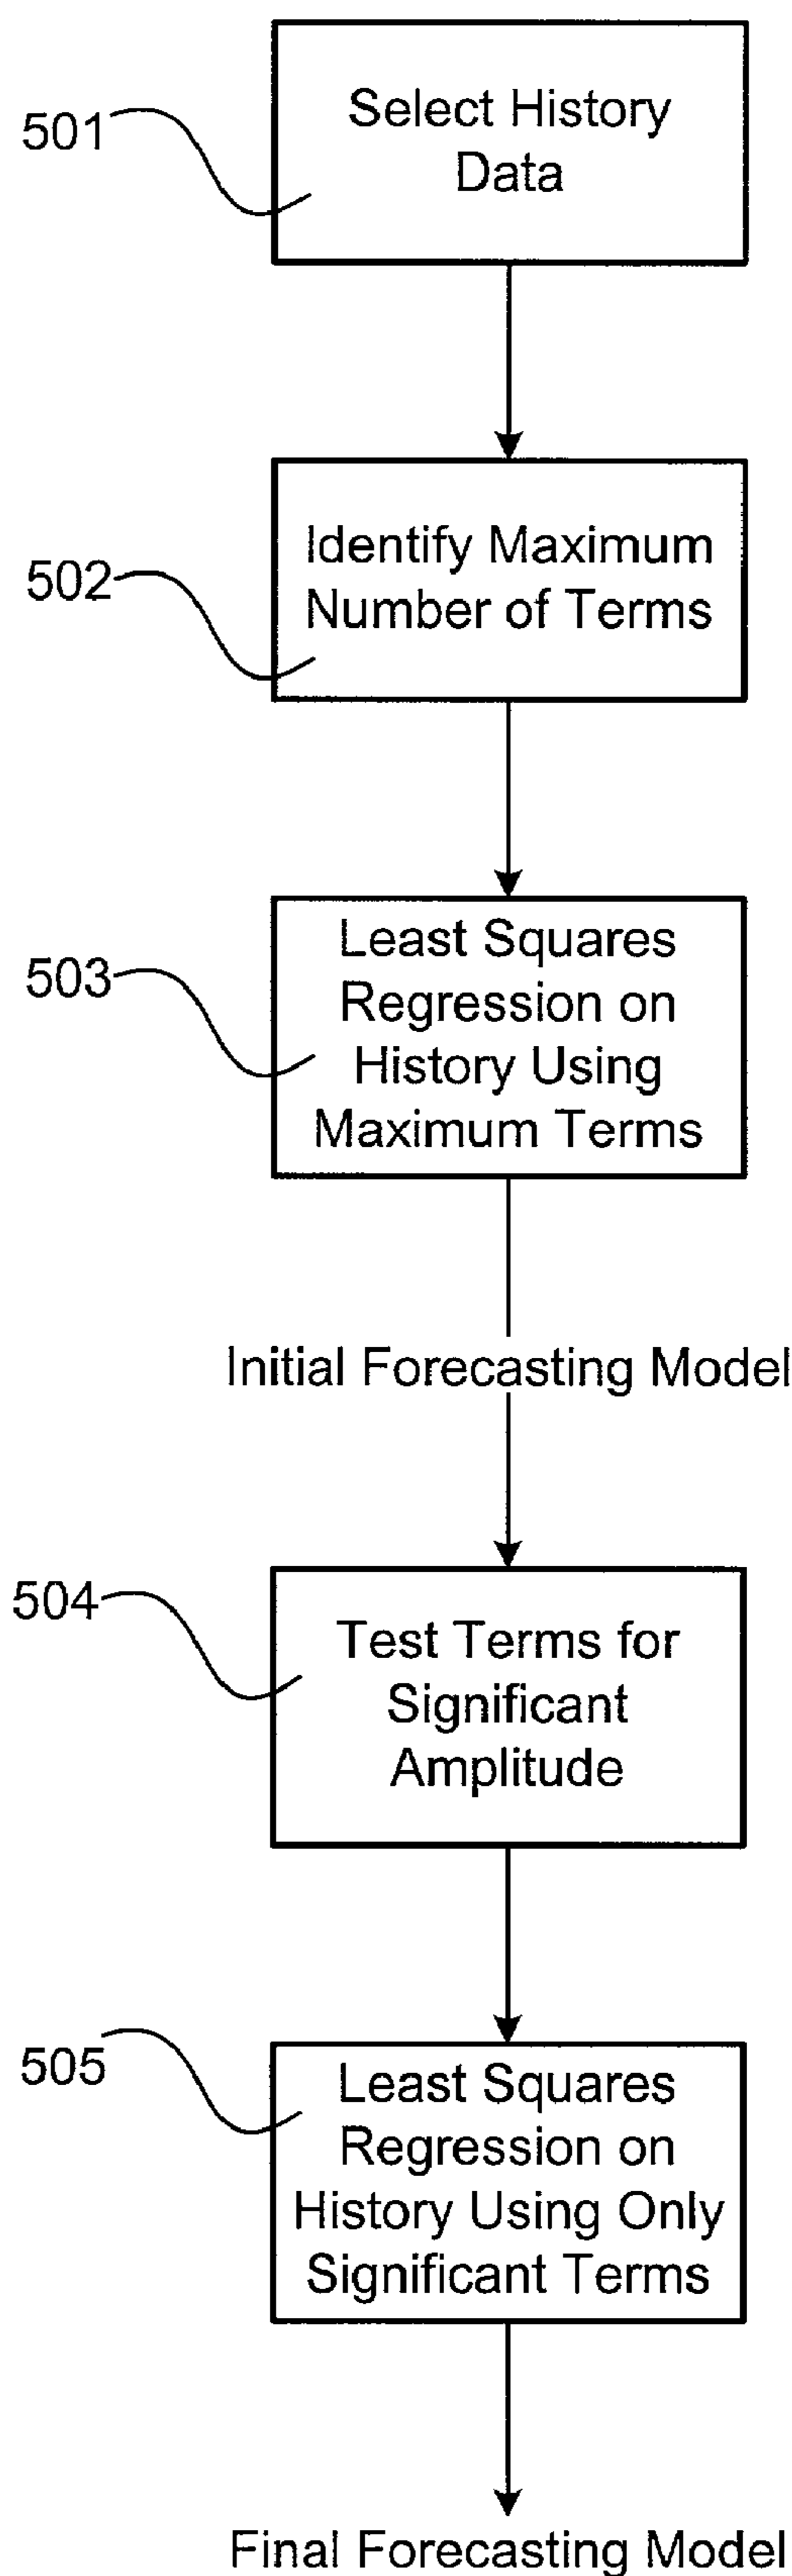 501
Select History
Data
502
Identify Maximum
Number of Terms
503
Least Squares
Regression on
History Using
Maximum Terms
Initial Forecasting Model
504
Test Terms for
Significant
Amplitude
505
Least Squares
Regression on
History Using Only
Significant Terms
Final Forecasting Model